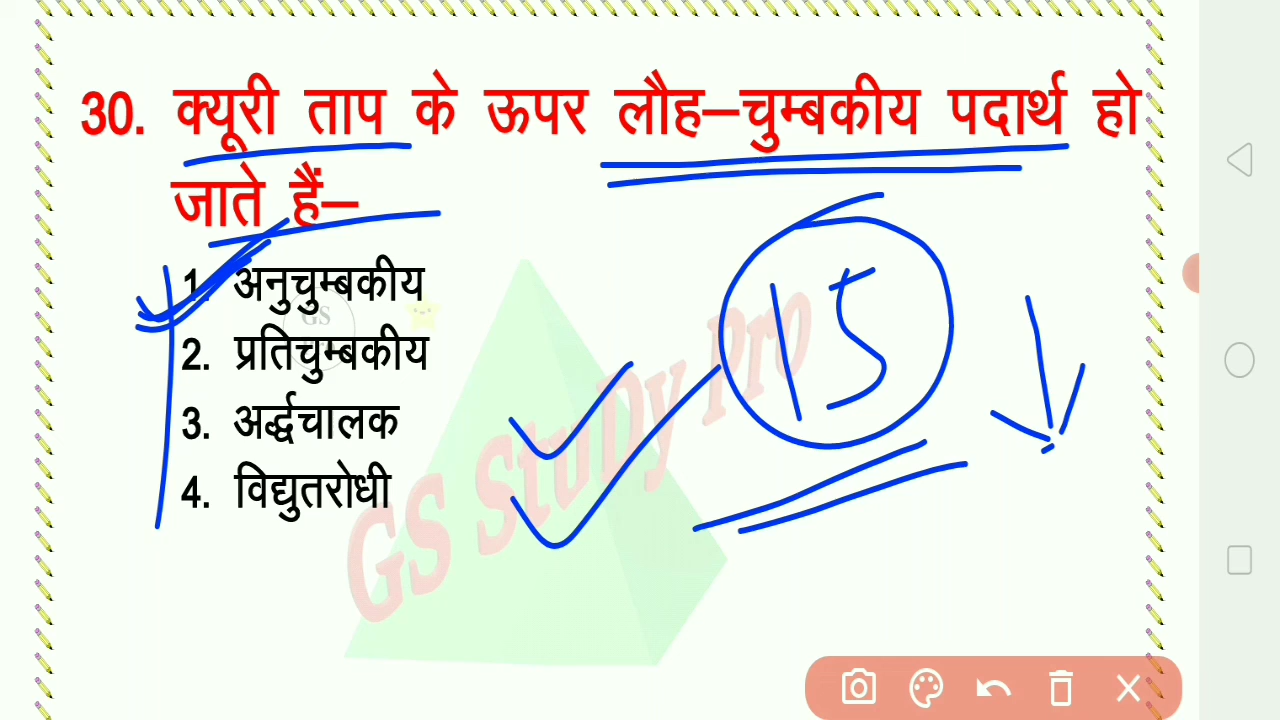 30. क्यूरी ताप के ऊपर लौह–चुम्बकीय पदार्थ हो
जाते हैं–
1. अनुचुम्बकीय
2. प्रतिचुम्बकीय
3. अर्द्धचालक
4. विद्युतरोधी
15
GS
GS StuDy Pro